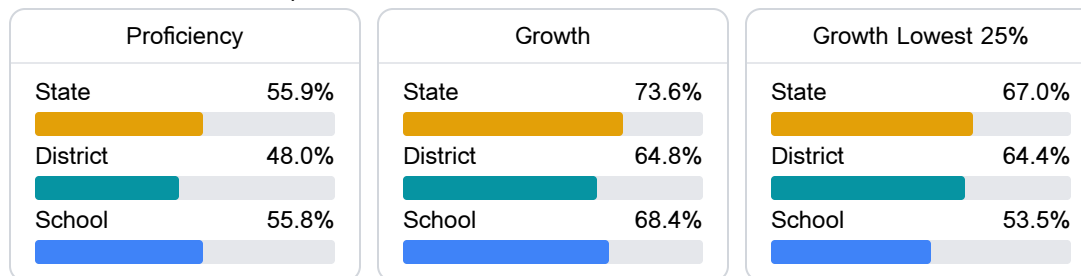 Proficiency
State 55.9%
District 48.0%
School 55.8%
Growth
State 73.6%
District 64.8%
School 68.4%
Growth Lowest 25%
State 67.0%
District 64.4%
School 53.5%